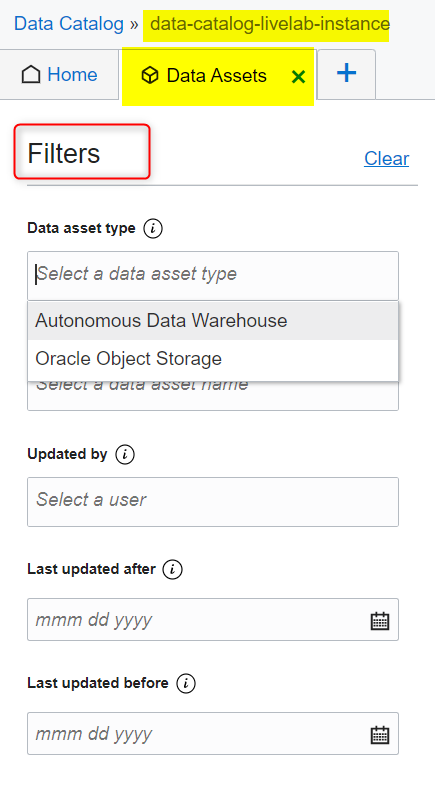 Data Catalog » data-catalog-livelab-instance
Home Data Assets × +
Filters
Clear
Data asset type i
Select a data asset type
Autonomous Data Warehouse
Oracle Object Storage
Select a data asset name
Updated by i
Select a user
Last updated after i
mmm dd yyyy
Last updated before i
mmm dd yyyy